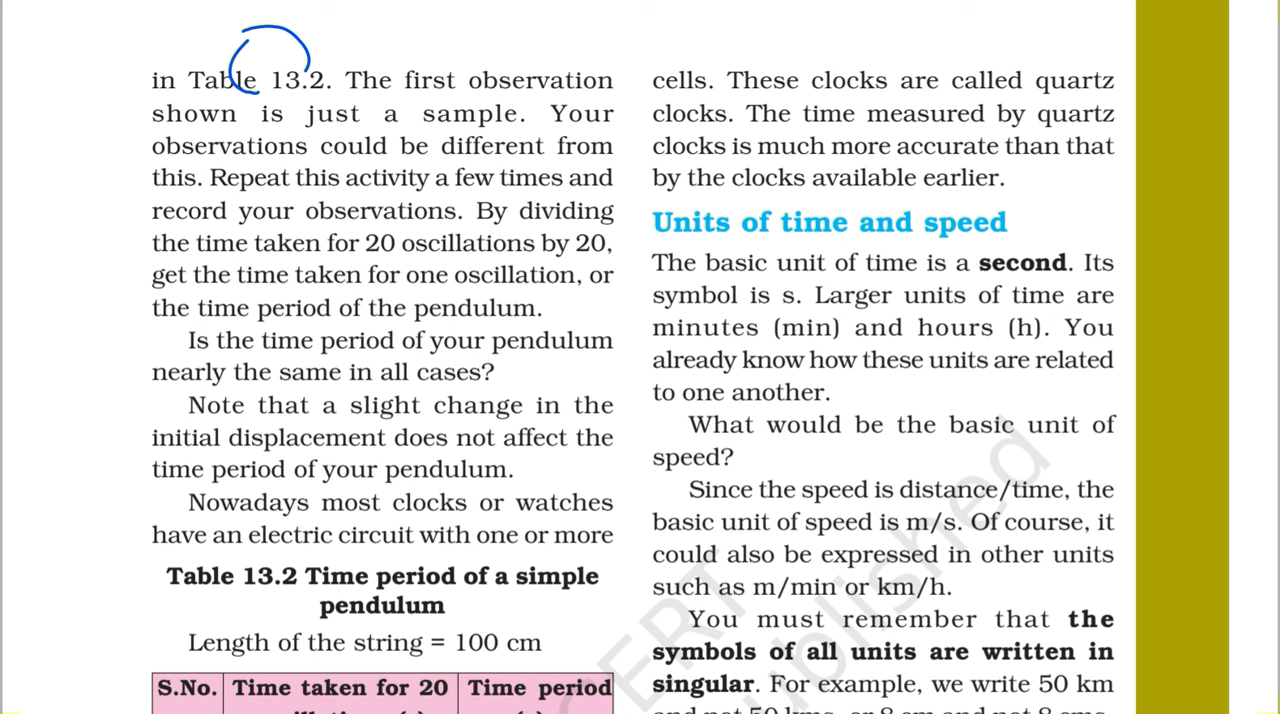 in Table 13.2. The first observation
shown is just a sample. Your
observations could be different from
this. Repeat this activity a few times and
record your observations. By dividing
the time taken for 20 oscillations by 20,
get the time taken for one oscillation, or
the time period of the pendulum.
Is the time period of your pendulum
nearly the same in all cases?
Note that a slight change in the
initial displacement does not affect the
time period of your pendulum.
Nowadays most clocks or watches
have an electric circuit with one or more
Table 13.2 Time period of a simple
pendulum
Length of the string = 100 cm
S.No. Time taken for 20 Time period
cells. These clocks are called quartz
clocks. The time measured by quartz
clocks is much more accurate than that
by the clocks available earlier.
Units of time and speed
The basic unit of time is a second. Its
symbol is s. Larger units of time are
minutes (min) and hours (h). You
already know how these units are related
to one another.
What would be the basic unit of
speed?
Since the speed is distance/time, the
basic unit of speed is m/s. Of course, it
could also be expressed in other units
such as m/min or km/h.
You must remember that the
symbols of all units are written in
singular. For example, we write 50 km
and not 50 kms, or 8 cm and not 8 cms.